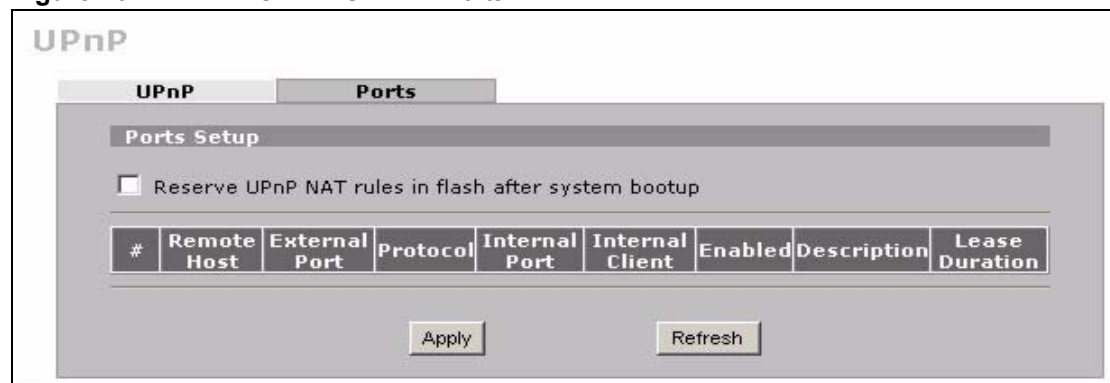 UPnP
UPnP Ports
Ports Setup
Reserve UPnP NAT rules in flash after system bootup
# Remote Host External Port Protocol Internal Port Internal Client Enabled Description Lease Duration
Apply Refresh